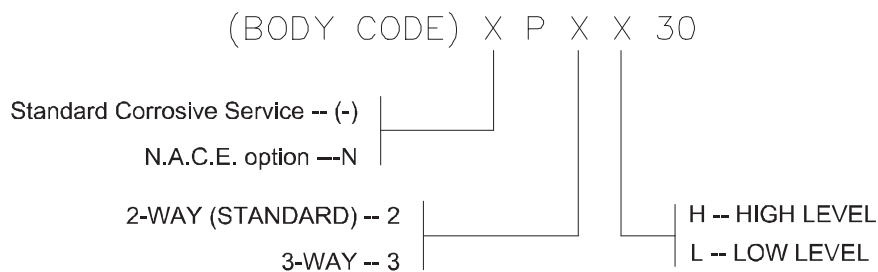 (BODY CODE) X P X X 30
Standard Corrosive Service -- (-)
N.A.C.E. option ---N
2-WAY (STANDARD) -- 2
3-WAY -- 3
H -- HIGH LEVEL
L -- LOW LEVEL